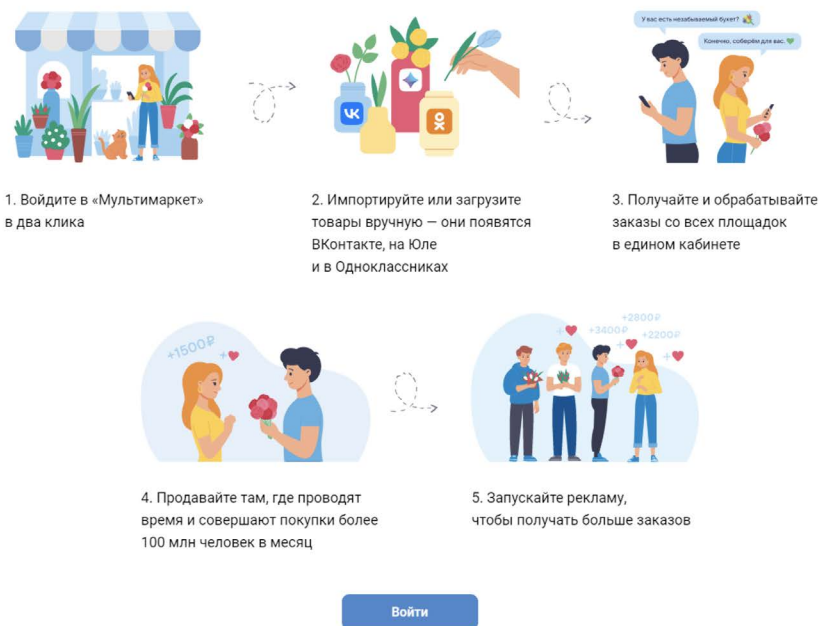 У вас есть незабываемый букет?
Конечно, соберём для вас.
1. Войдите в «Мультимаркет»
в два клика
2. Импортируйте или загрузите
товары вручную — они появятся
ВКонтакте, на Юле
и в Одноклассниках
3. Получайте и обрабатывайте
заказы со всех площадок
в едином кабинете
+1500₽
+
4. Продавайте там, где проводят
время и совершают покупки более
100 млн человек в месяц
+2800₽
+3400₽
+2200₽
+
+
+
5. Запускайте рекламу,
чтобы получать больше заказов
Войти